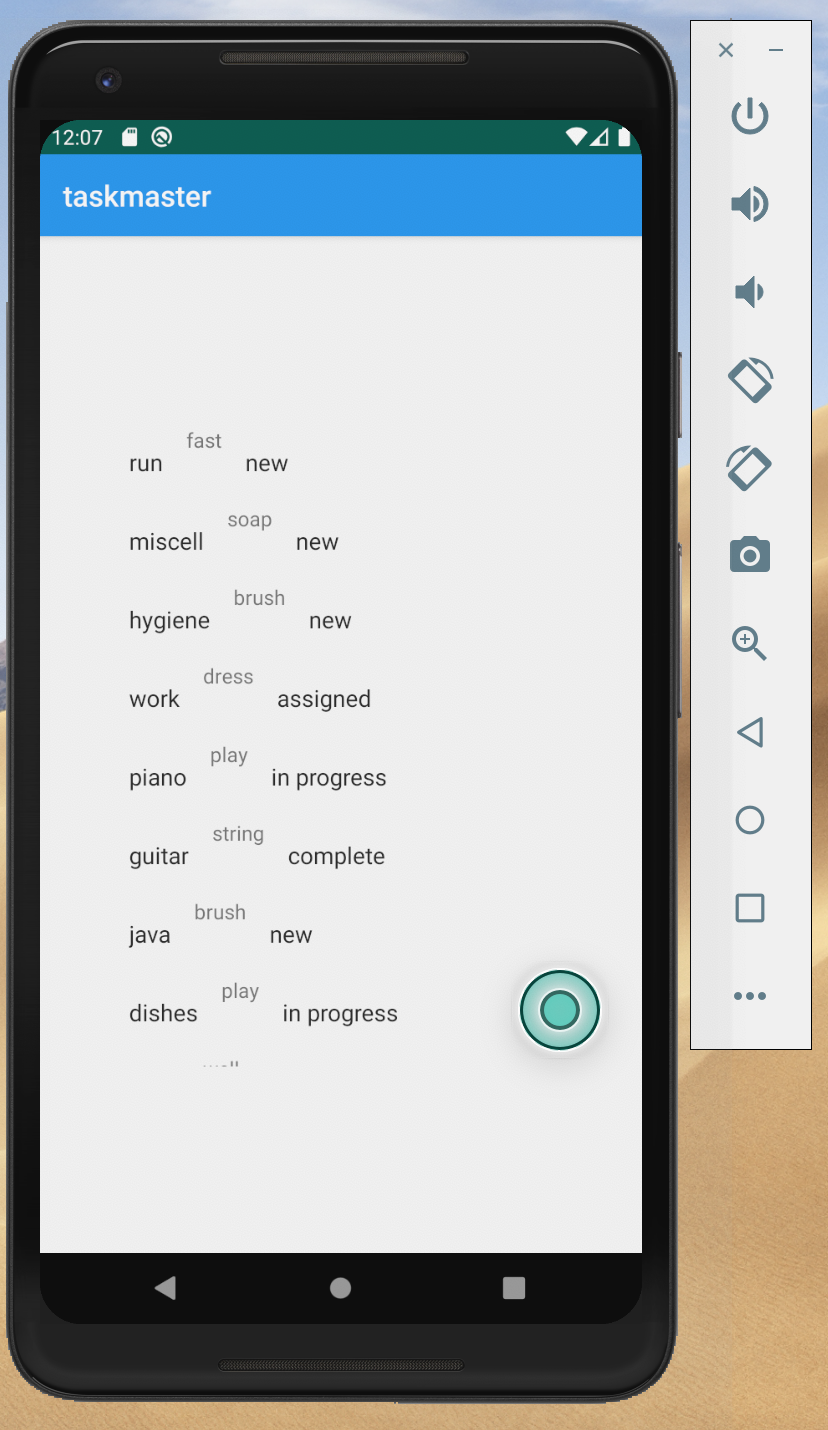 12:07
taskmaster
fast
run new
soap
miscell new
brush
hygiene new
dress
work assigned
play
piano in progress
string
guitar complete
brush
java new
play
dishes in progress